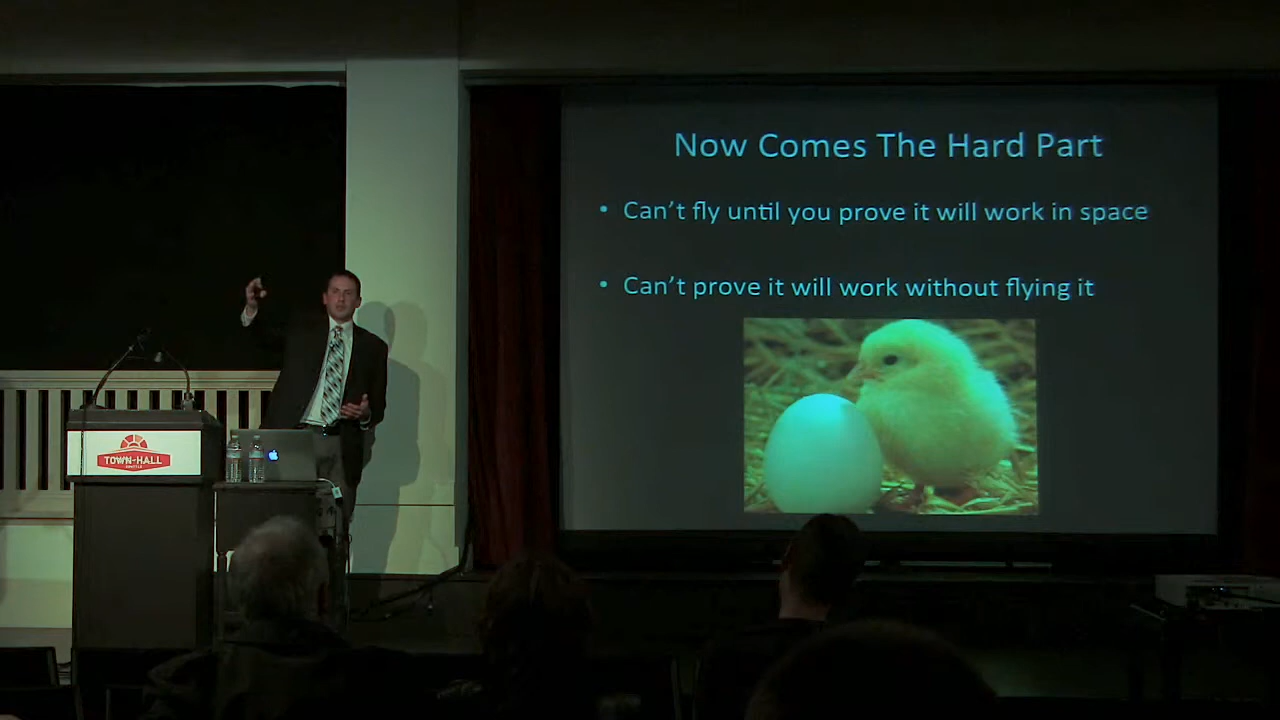 Now Comes The Hard Part
• Can't fly until you prove it will work in space
• Can't prove it will work without flying it
TOWN-HALL
SEATTLE